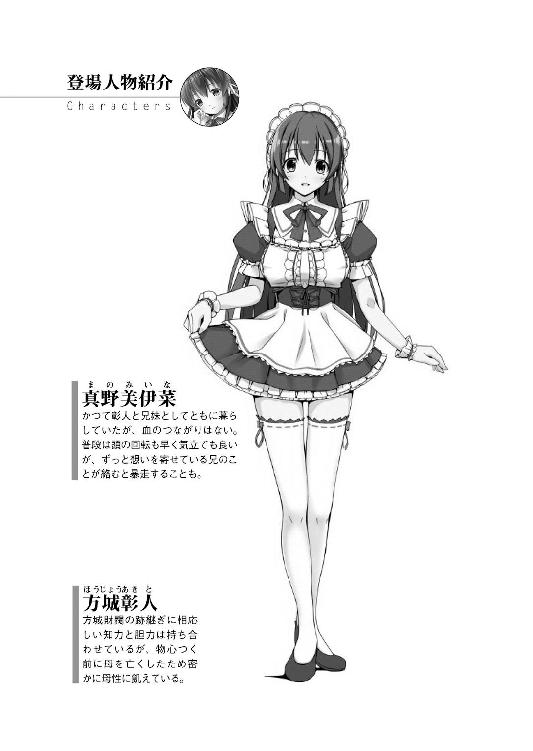 登場人物紹介
Characters
まのみいな
真野美伊菜
かつて彰人と兄妹としてともに暮ら
していたが、血のつながりはない。
普段は頭の回転も早く気立ても良い
が、ずっと想いを寄せている兄のこ
とが絡むと暴走することも。
ほうじょうあきと
方城彰人
方城財閥の跡継ぎに相応
しい知力と胆力は持ち合
わせているが、物心つく
前に母を亡くしたため密
かに母性に飢えている。